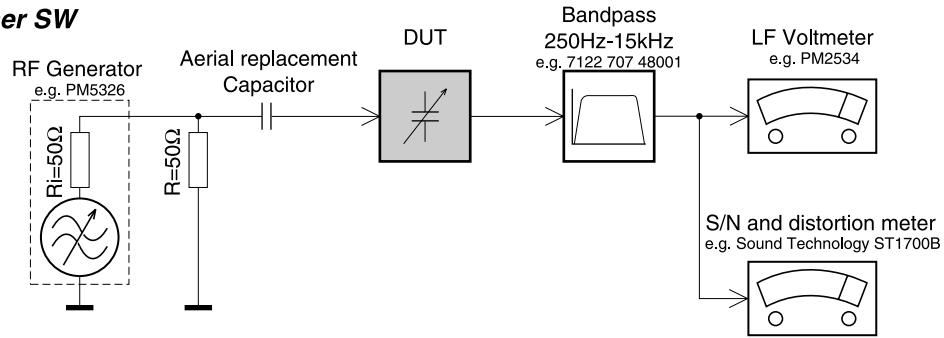 er SW
RF Generator
e.g. PM5326
Ri=50Ω
R=50Ω
Aerial replacement
Capacitor
DUT
Bandpass
250Hz-15kHz
e.g. 7122 707 48001
LF Voltmeter
e.g. PM2534
S/N and distortion meter
e.g. Sound Technology ST1700B